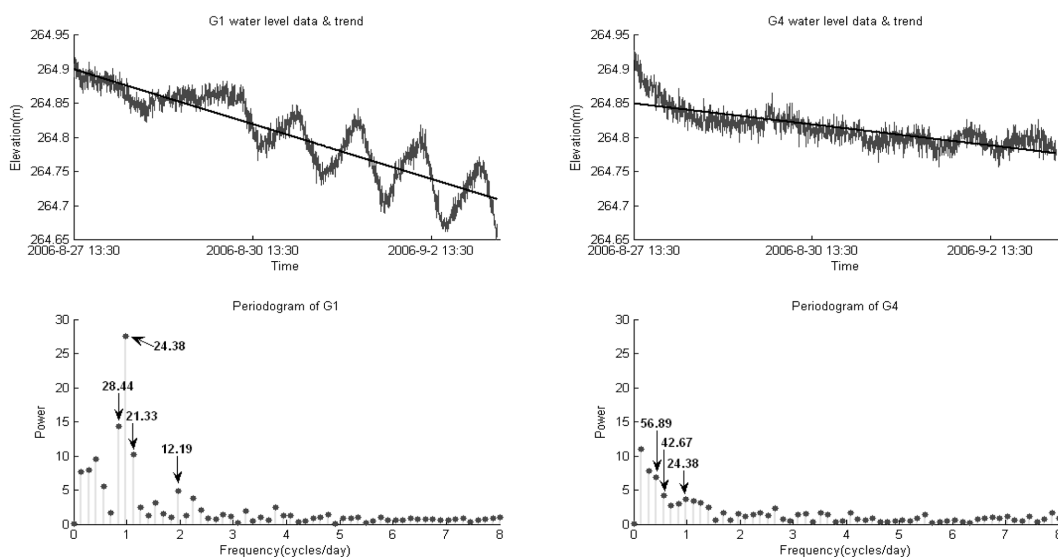 G1 water level data & trend
264.95
264.9
264.85
264.8
264.75
264.7
264.65
Elevation(m)
2006-8-27 13:30 2006-8-30 13:30 2006-9-2 13:30
Time
G4 water level data & trend
264.95
264.9
264.85
264.8
264.75
264.7
264.65
Elevation(m)
2006-8-27 13:30 2006-8-30 13:30 2006-9-2 13:30
Time
Periodogram of G1
30
25
20
15
10
5
0
Power
24.38
28.44
21.33
12.19
0 1 2 3 4 5 6 7 8
Frequency(cycles/day)
Periodogram of G4
30
25
20
15
10
5
0
Power
56.89
42.67
24.38
0 1 2 3 4 5 6 7 8
Frequency(cycles/day)